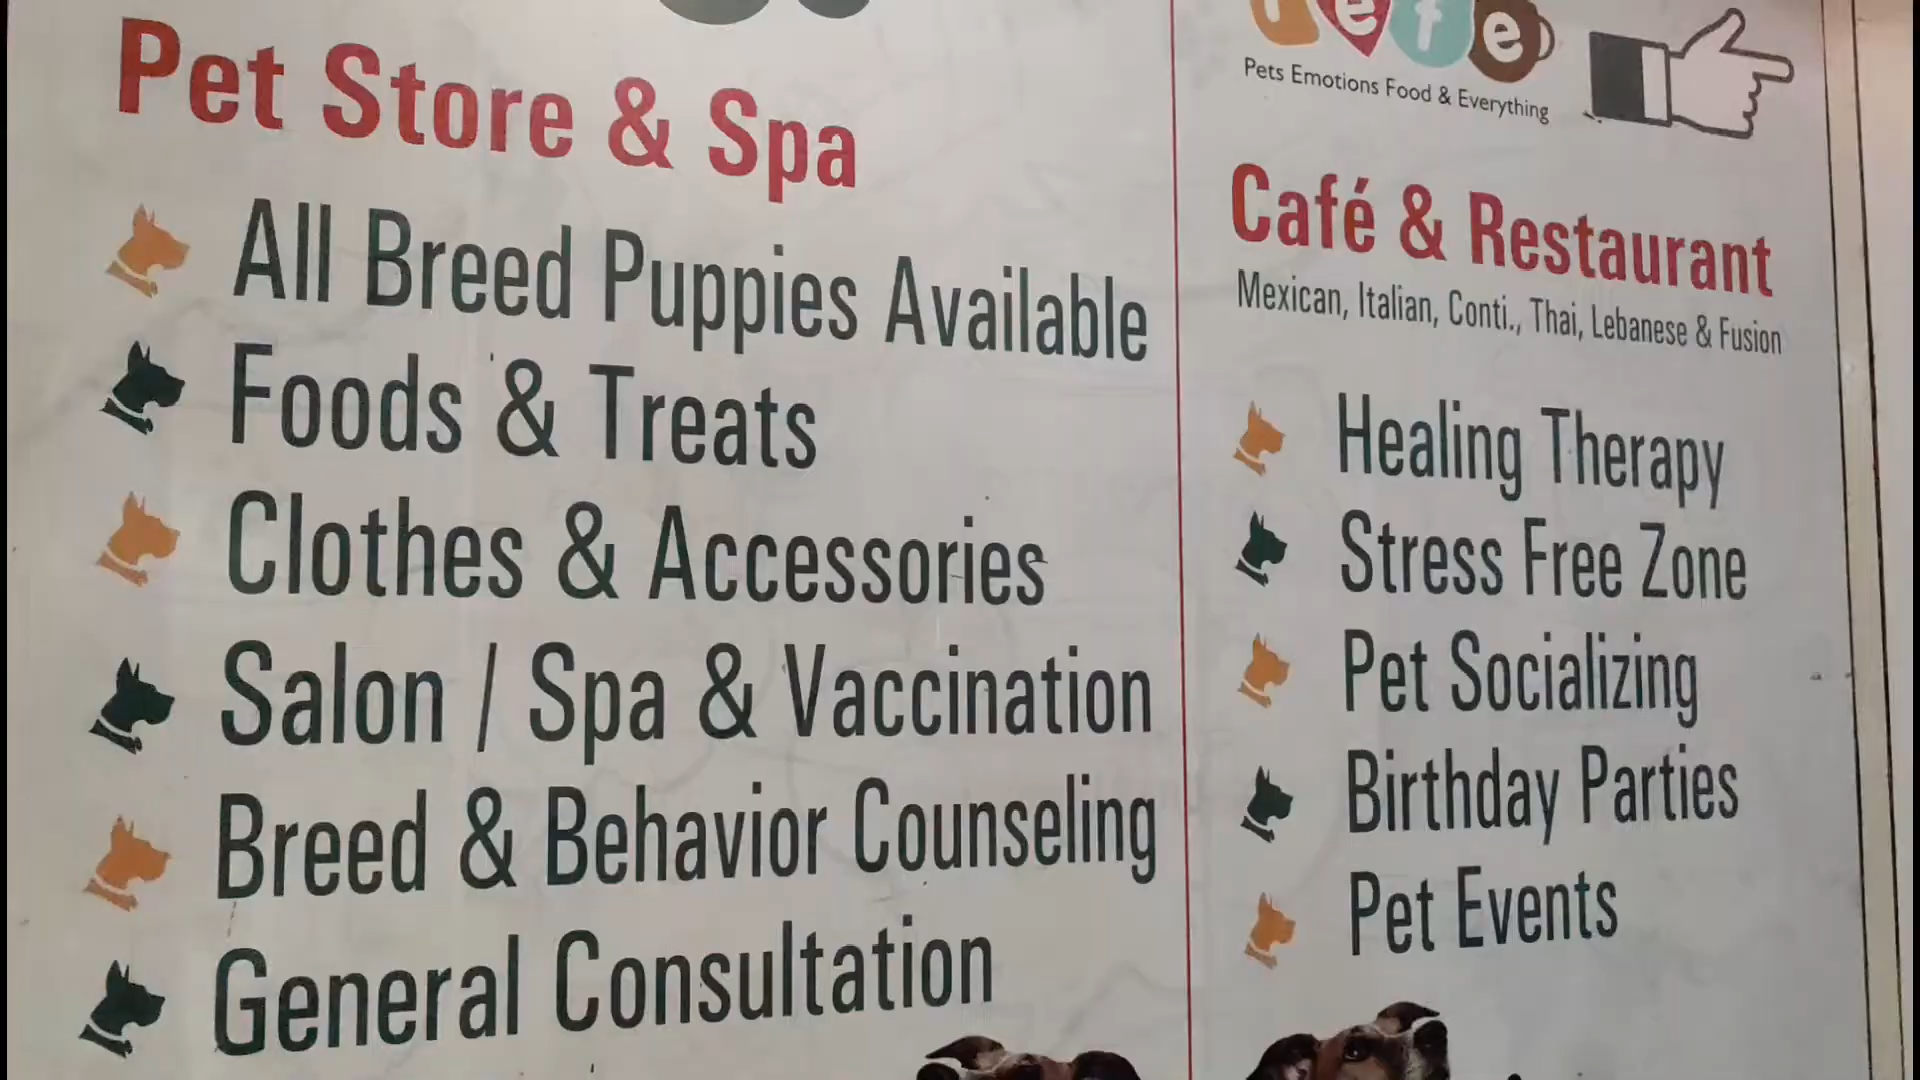 Pet Store & Spa
All Breed Puppies Available
Foods & Treats
Clothes & Accessories
Salon / Spa & Vaccination
Breed & Behavior Counseling
General Consultation
efe
Pets Emotions Food & Everything
Café & Restaurant
Mexican, Italian, Conti., Thai, Lebanese & Fusion
Healing Therapy
Stress Free Zone
Pet Socializing
Birthday Parties
Pet Events